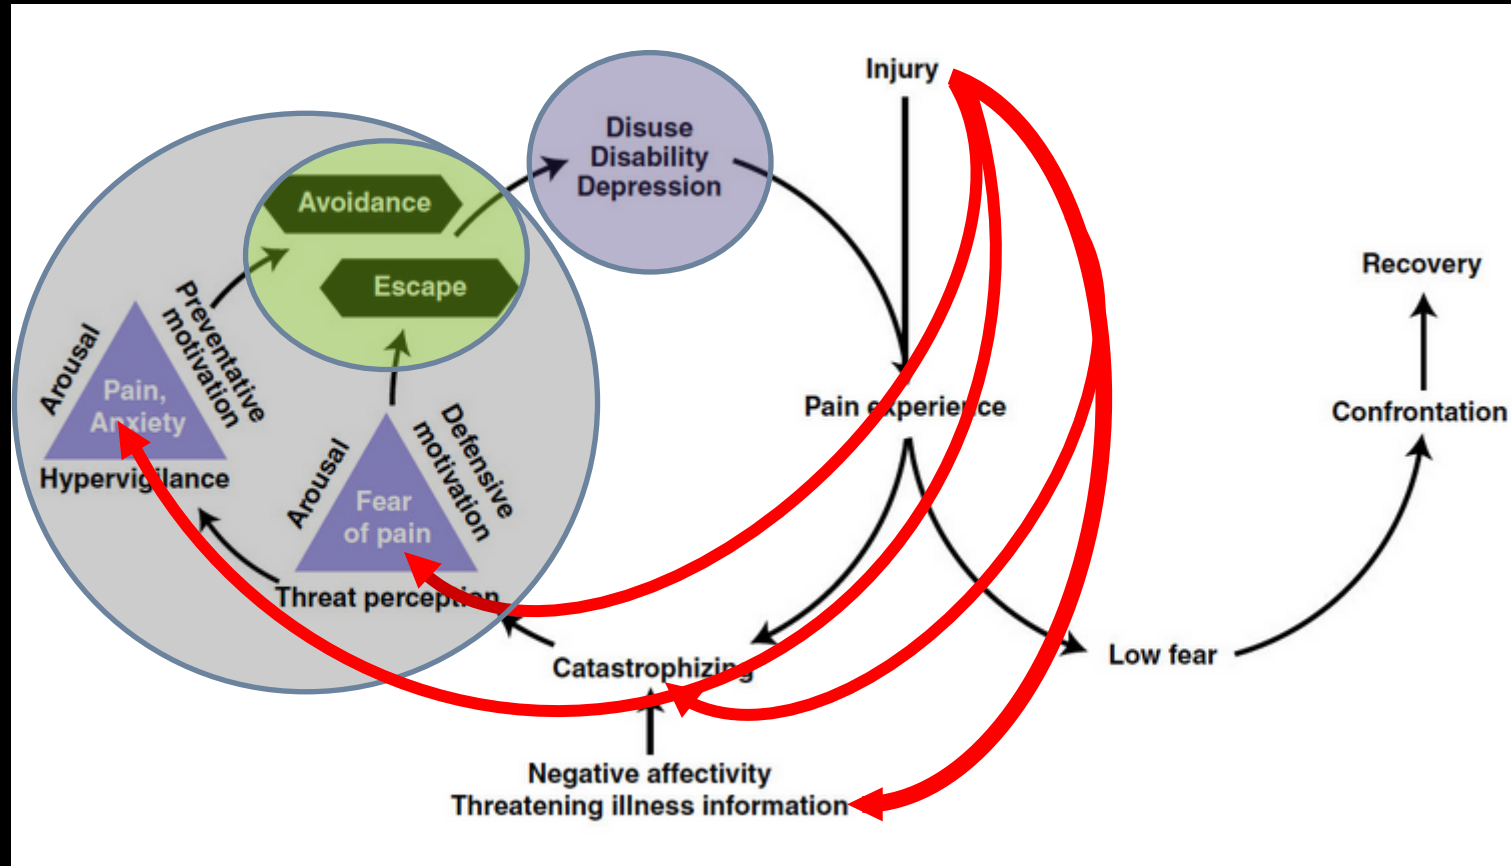 Injury
Disuse
Disability
Depression
Avoidance
Escape
Recovery
Arousal
Preventative
motivation
Pain,
Anxiety
Hypervigilance
Arousal
Defensive
motivation
Fear
of pain
Threat perception
Pain experience
Confrontation
Catastrophizing
Low fear
Negative affectivity
Threatening illness information